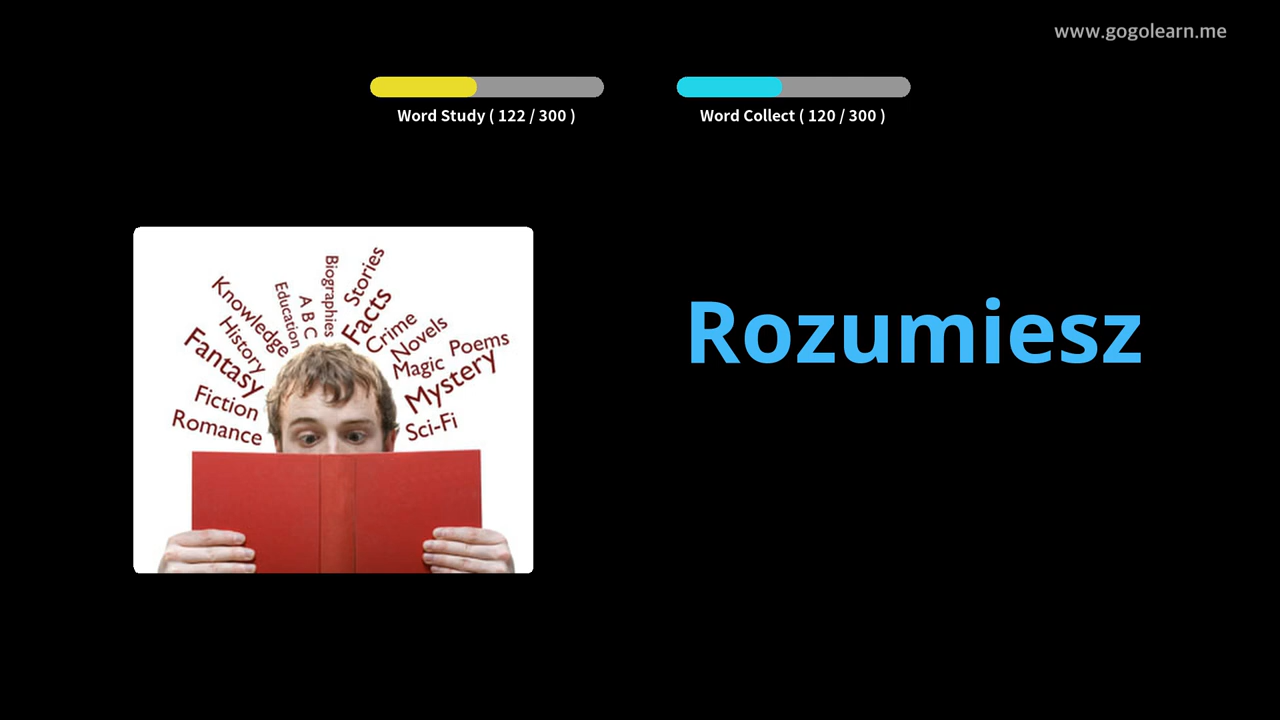 www.gogolearn.me
Word Study ( 122 / 300 )
Word Collect ( 120 / 300 )
Rozumiesz
Stories
Biographies
Facts
A B C
Education
Knowledge
Crime
Novels
History
Poems
Magic
Fantasy
Mystery
Fiction
Sci-Fi
Romance